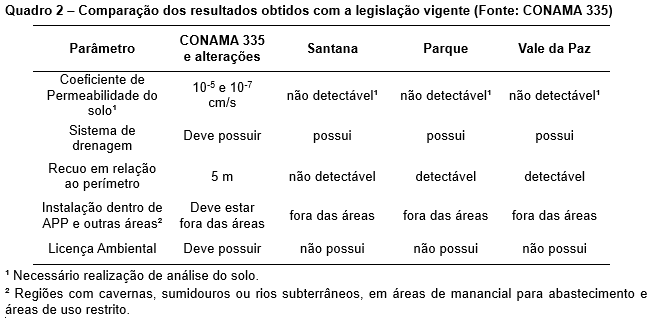 Quadro 2 – Comparação dos resultados obtidos com a legislação vigente (Fonte: CONAMA 335)
Parâmetro CONAMA 335 e alterações Santana Parque Vale da Paz
Coeficiente de Permeabilidade do solo¹ 10⁻⁵ e 10⁻⁷ cm/s não detectável¹ não detectável¹ não detectável¹
Sistema de drenagem Deve possuir possui possui possui
Recuo em relação ao perímetro 5 m não detectável detectável detectável
Instalação dentro de APP e outras áreas² Deve estar fora das áreas fora das áreas fora das áreas fora das áreas
Licença Ambiental Deve possuir não possui não possui não possui
¹ Necessário realização de análise do solo.
² Regiões com cavernas, sumidouros ou rios subterrâneos, em áreas de manancial para abastecimento e
áreas de uso restrito.